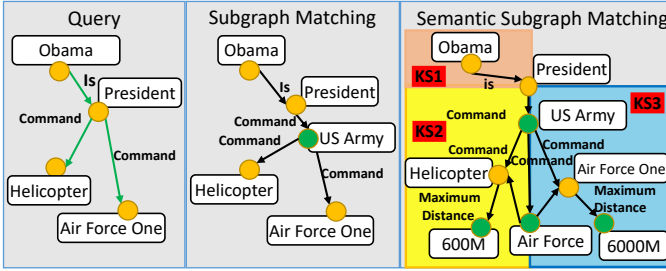 Query
Obama
Is
President
Command
Command
Helicopter
Air Force One
Subgraph Matching
Obama
Is
President
Command
Command
US Army
Helicopter
Command
Air Force One
Semantic Subgraph Matching
Obama
KS1
is
President
KS3
Command
US Army
KS2
Command
Command
Command
Helicopter
Air Force One
Maximum
Distance
Maximum
Distance
600M
Air Force
6000M